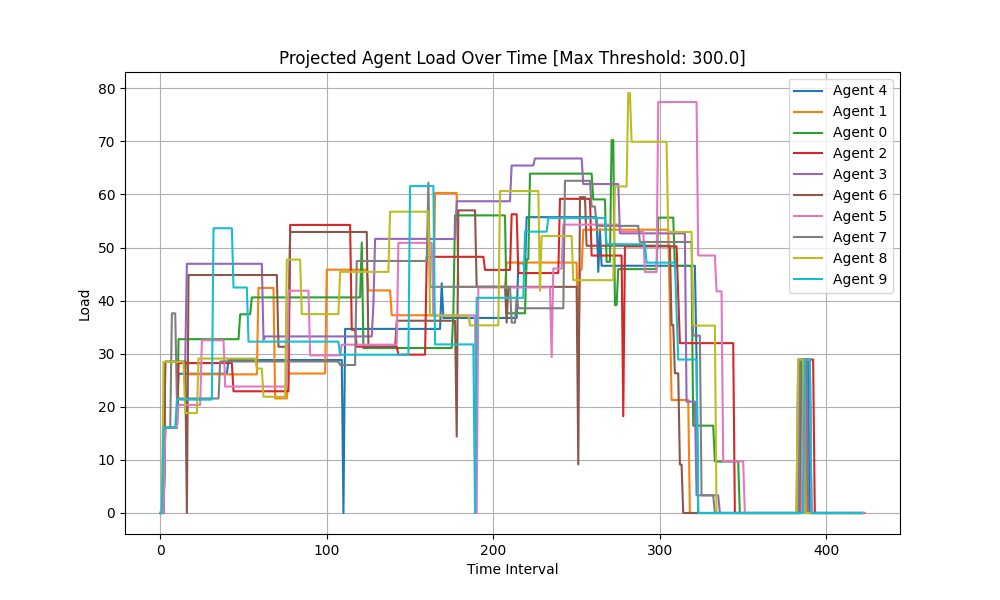 Projected Agent Load Over Time [Max Threshold: 300.0]
Load
80
70
60
50
40
30
20
10
0
0 100 200 300 400
Time Interval
Agent 4
Agent 1
Agent 0
Agent 2
Agent 3
Agent 6
Agent 5
Agent 7
Agent 8
Agent 9